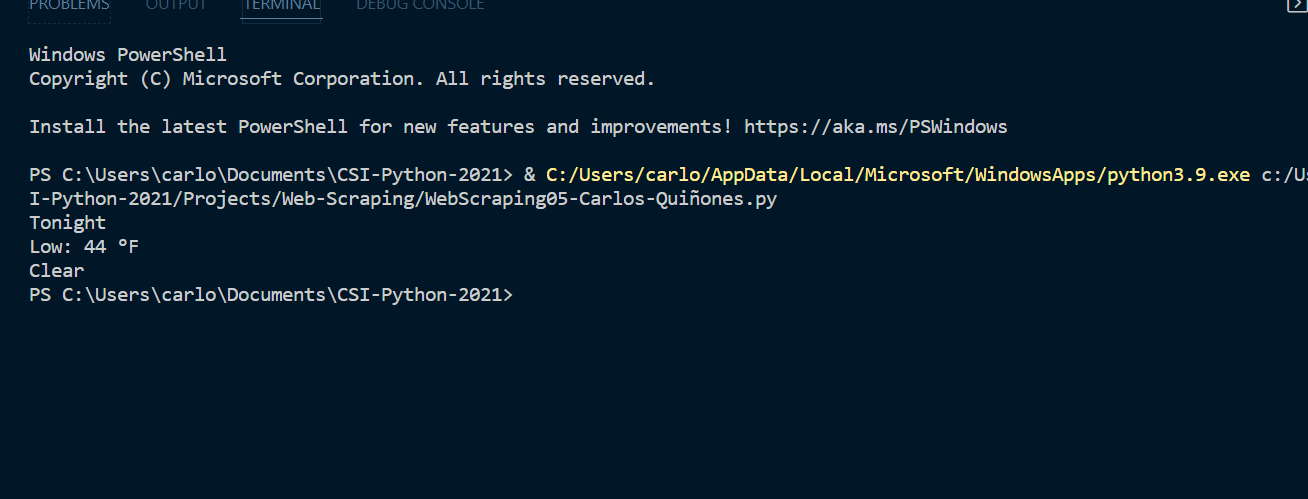 PROBLEMS OUTPUT TERMINAL DEBUG CONSOLE
Windows PowerShell
Copyright (C) Microsoft Corporation. All rights reserved.
Install the latest PowerShell for new features and improvements! https://aka.ms/PSWindows
PS C:\Users\carlo\Documents\CSI-Python-2021> & C:/Users/carlo/AppData/Local/Microsoft/WindowsApps/python3.9.exe c:/Us
I-Python-2021/Projects/Web-Scraping/WebScraping05-Carlos-Quiñones.py
Tonight
Low: 44 °F
Clear
PS C:\Users\carlo\Documents\CSI-Python-2021>